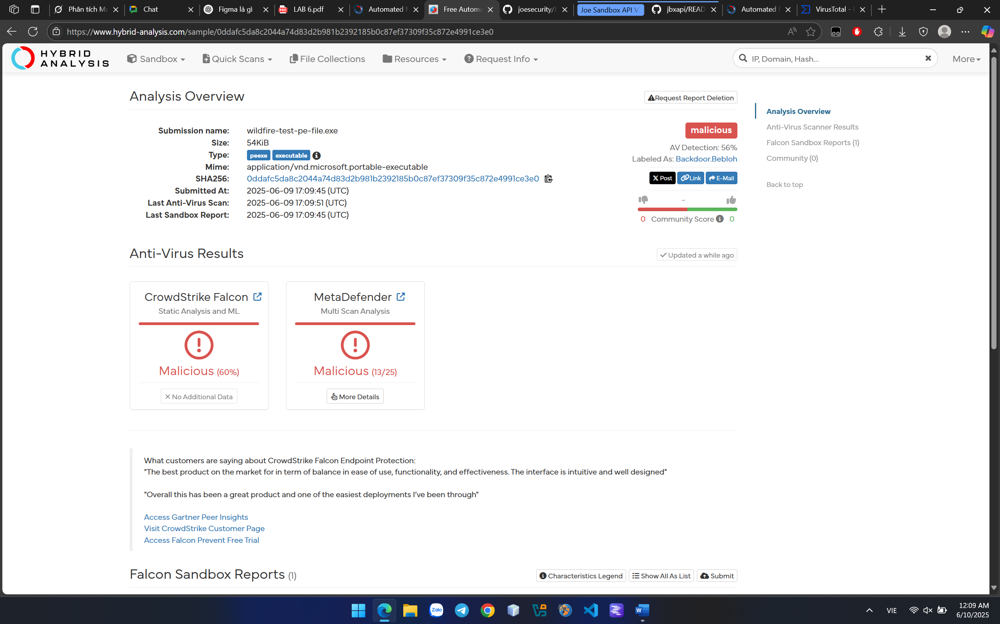 Phân tích Ma
Chat
Figma là gì
LAB 6.pdf
Automated M
Free Automa
joesecurity/J
Joe Sandbox API V2
jbxapi/READ
Automated M
VirusTotal - F
https://www.hybrid-analysis.com/sample/0ddafc5da8c2044a74d83d2b981b2392185b0c87ef37309f35c872e4991ce3e0
HYBRID
ANALYSIS
Sandbox
Quick Scans
File Collections
Resources
Request Info
IP, Domain, Hash...
More
Analysis Overview
Request Report Deletion
Submission name: wildfire-test-pe-file.exe
Size: 54KiB
Type: peexe executable
Mime: application/vnd.microsoft.portable-executable
SHA256: 0ddafc5da8c2044a74d83d2b981b2392185b0c87ef37309f35c872e4991ce3e0
Submitted At: 2025-06-09 17:09:45 (UTC)
Last Anti-Virus Scan: 2025-06-09 17:09:51 (UTC)
Last Sandbox Report: 2025-06-09 17:09:45 (UTC)
malicious
AV Detection: 56%
Labeled As: Backdoor.Bebloh
X Post Link E-Mail
-
0 Community Score 0
Analysis Overview
Anti-Virus Scanner Results
Falcon Sandbox Reports (1)
Community (0)
Back to top
Anti-Virus Results
Updated a while ago
CrowdStrike Falcon
Static Analysis and ML
Malicious (60%)
No Additional Data
MetaDefender
Multi Scan Analysis
Malicious (13/25)
More Details
What customers are saying about CrowdStrike Falcon Endpoint Protection:
"The best product on the market for in term of balance in ease of use, functionality, and effectiveness. The interface is intuitive and well designed"
"Overall this has been a great product and one of the easiest deployments I've been through"
Access Gartner Peer Insights
Visit CrowdStrike Customer Page
Access Falcon Prevent Free Trial
Falcon Sandbox Reports (1)
Characteristics Legend
Show All As List
Submit
Zalo
VIE
12:09 AM
6/10/2025